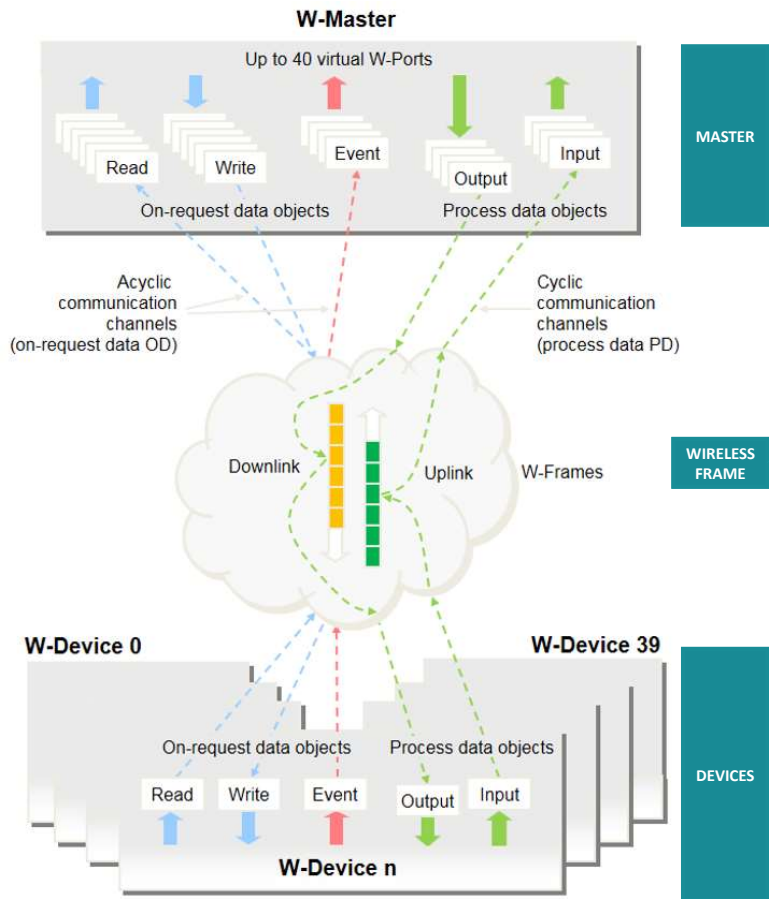 W-Master
Up to 40 virtual W-Ports
MASTER
Read
Write
Event
Output
Input
On-request data objects
Process data objects
Acyclic
communication
channels
(on-request data OD)
Cyclic
communication
channels
(process data PD)
Downlink
Uplink
W-Frames
WIRELESS
FRAME
W-Device 0
W-Device 39
On-request data objects
Process data objects
DEVICES
Read
Write
Event
Output
Input
W-Device n